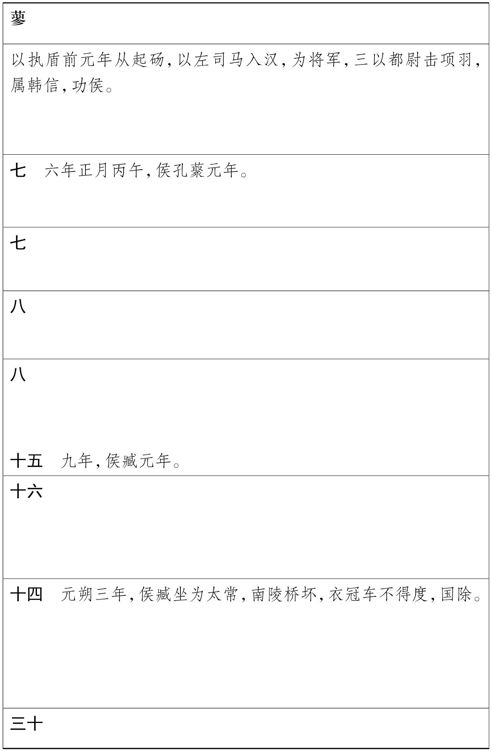 蓼
以执盾前元年从起砀，以左司马入汉，为将军，三以都尉击项羽，
属韩信，功侯。
七　六年正月丙午，侯孔藂元年。
七
八
八
十五　九年，侯臧元年。
十六
十四　元朔三年，侯臧坐为太常，南陵桥坏，衣冠车不得度，国除。
三十